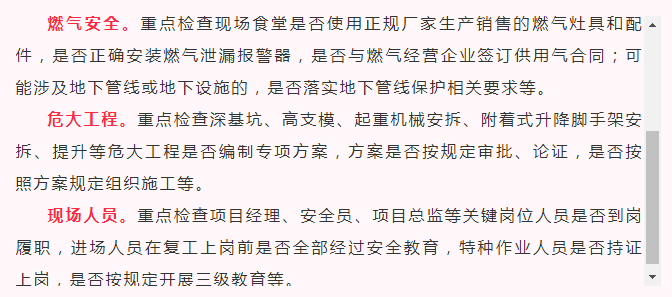 燃气安全。重点检查现场食堂是否使用正规厂家生产销售的燃气灶具和配
件，是否正确安装燃气泄漏报警器，是否与燃气经营企业签订供用气合同；可
能涉及地下管线或地下设施的，是否落实地下管线保护相关要求等。
危大工程。重点检查深基坑、高支模、起重机械安拆、附着式升降脚手架安
拆、提升等危大工程是否编制专项方案，方案是否按规定审批、论证，是否按
照方案规定组织施工等。
现场人员。重点检查项目经理、安全员、项目总监等关键岗位人员是否到岗
履职，进场人员在复工上岗前是否全部经过安全教育，特种作业人员是否持证
上岗，是否按规定开展三级教育等。